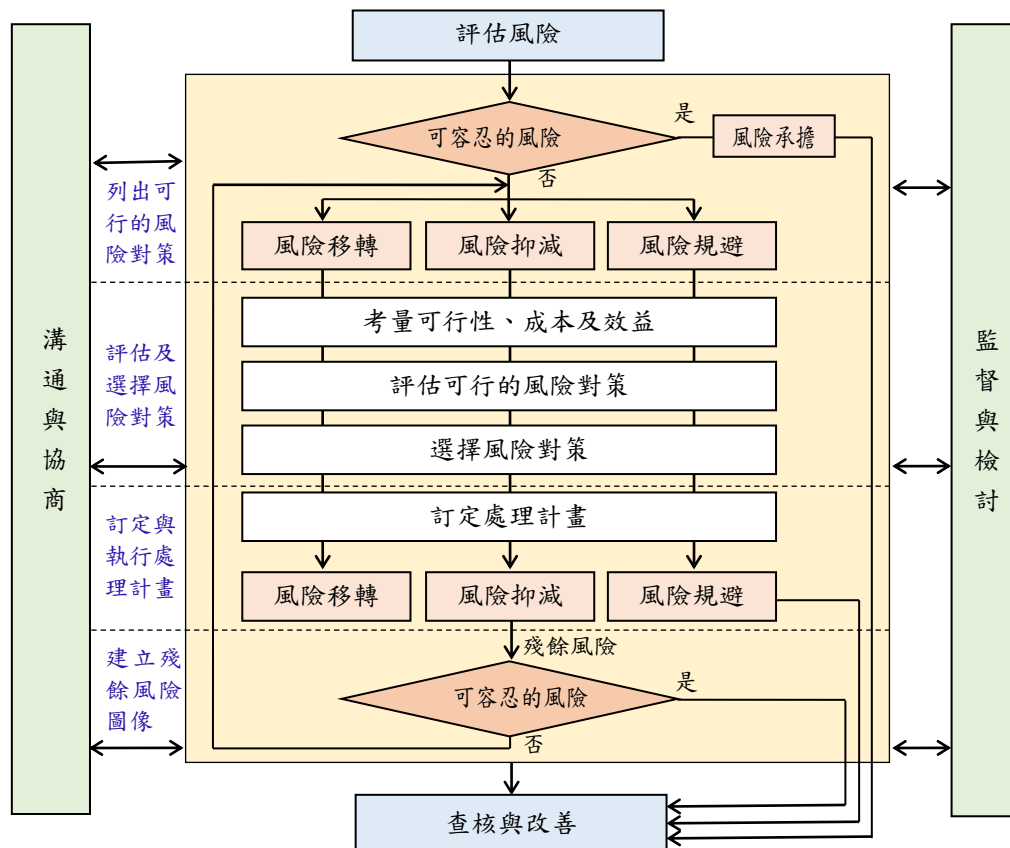 評估風險
可容忍的風險
是
風險承擔
否
列出可
行的風
險對策
風險移轉
風險抑減
風險規避
溝通與協商
監督與檢討
考量可行性、成本及效益
評估及
選擇風
險對策
評估可行的風險對策
選擇風險對策
訂定與
執行處
理計畫
訂定處理計畫
風險移轉
風險抑減
風險規避
殘餘風險
建立殘
餘風險
圖像
可容忍的風險
是
否
查核與改善